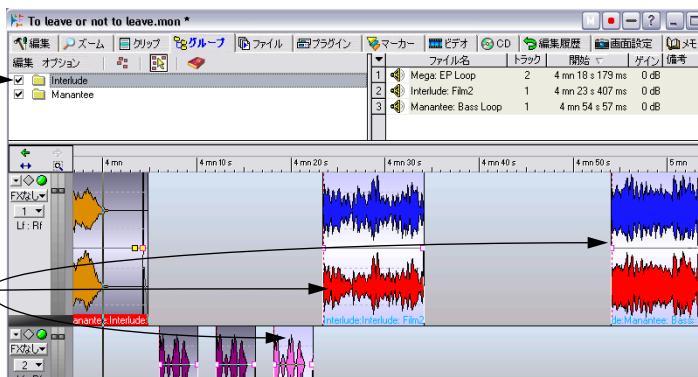 To leave or not to leave.mon *
編集 ズーム クリップ グループ ファイル プラグイン マーカー ビデオ CD 編集履歴 画面設定 メモ
編集 オプション
ファイル名 トラック 開始 ゲイン 備考
Interlude
Manantee
1 Mega: EP Loop 2 4 mn 18 s 179 ms 0 dB
2 Interlude: Film2 1 4 mn 23 s 407 ms 0 dB
3 Manantee: Bass Loop 1 4 mn 54 s 57 ms 0 dB
4 mn 4 mn 10 s 4 mn 20 s 4 mn 30 s 4 mn 40 s 4 mn 50 s 5 mn
FXなし
1
Lf : Rf
anantee:Interlude: Interlude:Interlude: Film2 de:Manantee: Bass
FXなし
2